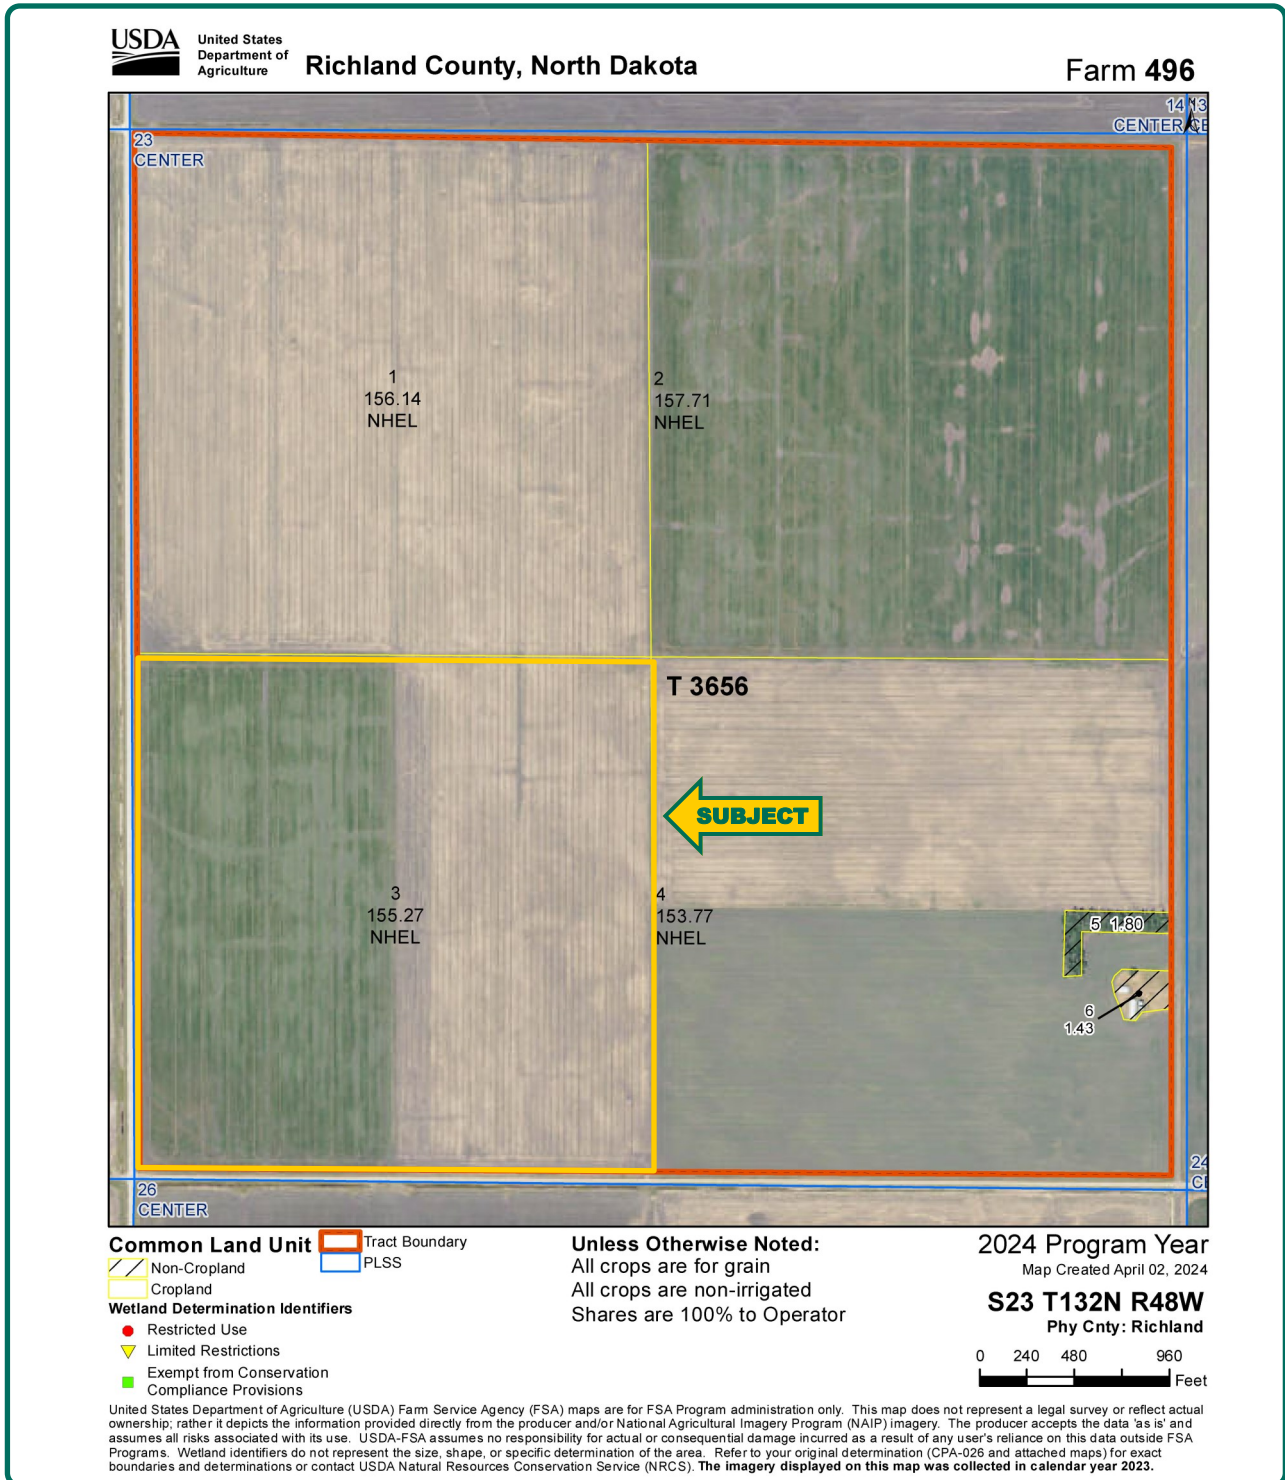 USDA
United States
Department of
Agriculture
Richland County, North Dakota
Farm 496
14 13
CENTER CE
23
CENTER
1
156.14
NHEL
2
157.71
NHEL
T 3656
SUBJECT
3
155.27
NHEL
4
153.77
NHEL
5 1.80
6
1.43
24
CE
26
CENTER
Common Land Unit
Non-Cropland
Cropland
Tract Boundary
PLSS
Wetland Determination Identifiers
Restricted Use
Limited Restrictions
Exempt from Conservation
Compliance Provisions
Unless Otherwise Noted:
All crops are for grain
All crops are non-irrigated
Shares are 100% to Operator
2024 Program Year
Map Created April 02, 2024
S23 T132N R48W
Phy Cnty: Richland
0 240 480 960
Feet
United States Department of Agriculture (USDA) Farm Service Agency (FSA) maps are for FSA Program administration only. This map does not represent a legal survey or reflect actual
ownership; rather it depicts the information provided directly from the producer and/or National Agricultural Imagery Program (NAIP) imagery. The producer accepts the data 'as is' and
assumes all risks associated with its use. USDA-FSA assumes no responsibility for actual or consequential damage incurred as a result of any user's reliance on this data outside FSA
Programs. Wetland identifiers do not represent the size, shape, or specific determination of the area. Refer to your original determination (CPA-026 and attached maps) for exact
boundaries and determinations or contact USDA Natural Resources Conservation Service (NRCS). The imagery displayed on this map was collected in calendar year 2023.